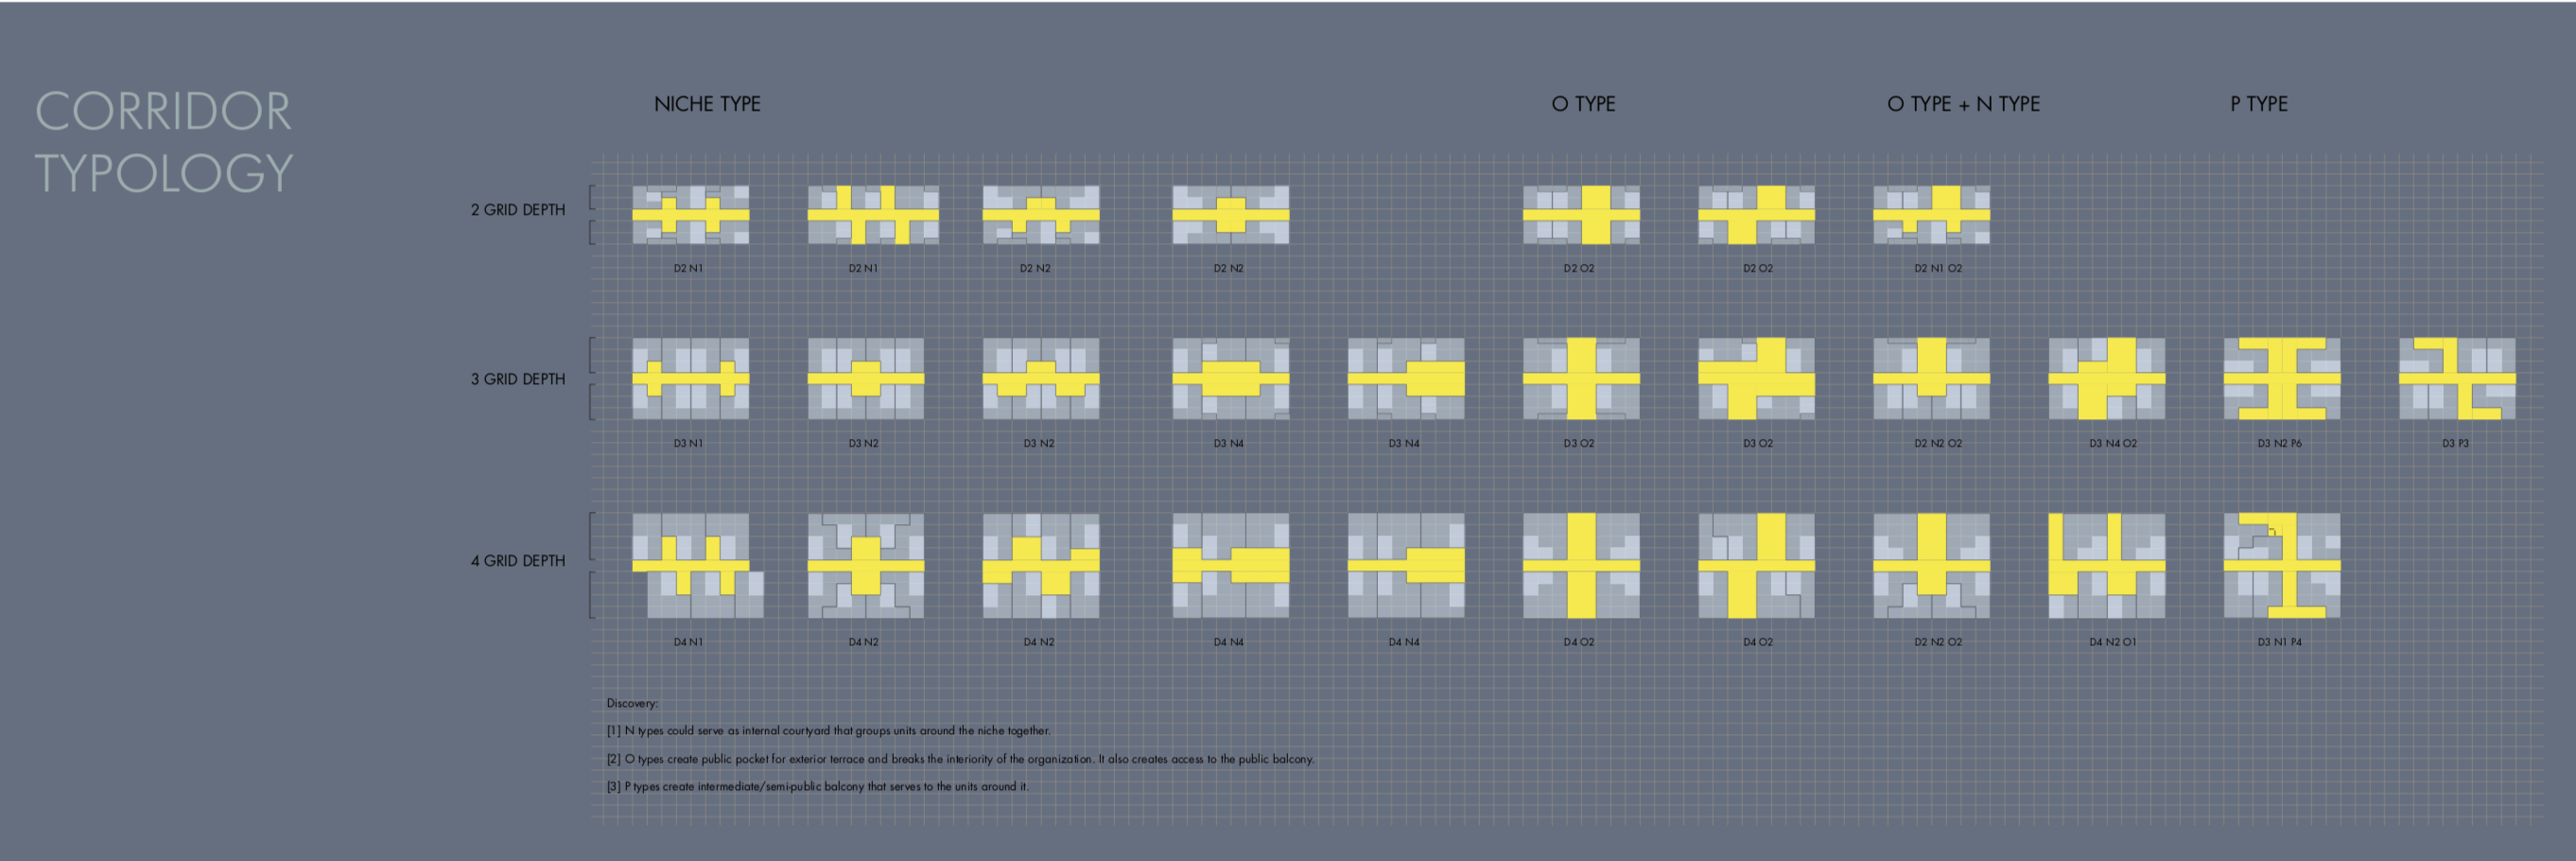 CORRIDOR
TYPOLOGY
NICHE TYPE
O TYPE
O TYPE + N TYPE
P TYPE
2 GRID DEPTH
D2 N1
D2 N1
D2 N2
D2 N2
D2 O2
D2 O2
D2 N1 O2
3 GRID DEPTH
D3 N1
D3 N2
D3 N2
D3 N4
D3 N4
D3 O2
D3 O2
D2 N2 O2
D3 N4 O2
D3 N2 P6
D3 P3
4 GRID DEPTH
D4 N1
D4 N2
D4 N2
D4 N4
D4 N4
D4 O2
D4 O2
D2 N2 O2
D4 N2 O1
D3 N1 P4
Discovery:
[1] N types could serve as internal courtyard that groups units around the niche together.
[2] O types create public pocket for exterior terrace and breaks the interiority of the organization. It also creates access to the public balcony.
[3] P types create intermediate/semi-public balcony that serves to the units around it.